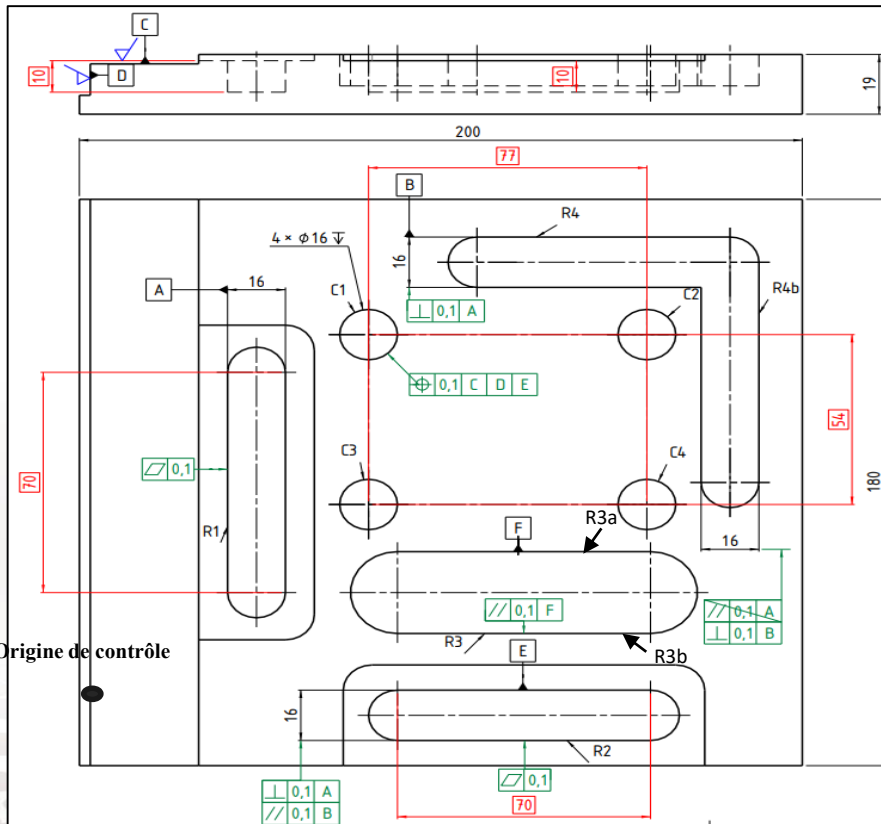 C
D
10
10
19
200
77
B
R4
4 × ⌀16 ↧
16
A
16
C1
C2
R4b
⊥ 0,1 A
⌖ 0,1 C D E
54
70
⏥ 0,1
C3
C4
180
R1
F
R3a
16
// 0,1 F
// 0,1 A
⊥ 0,1 B
R3
E
R3b
Origine de contrôle
16
R2
⊥ 0,1 A
// 0,1 B
⏥ 0,1
70